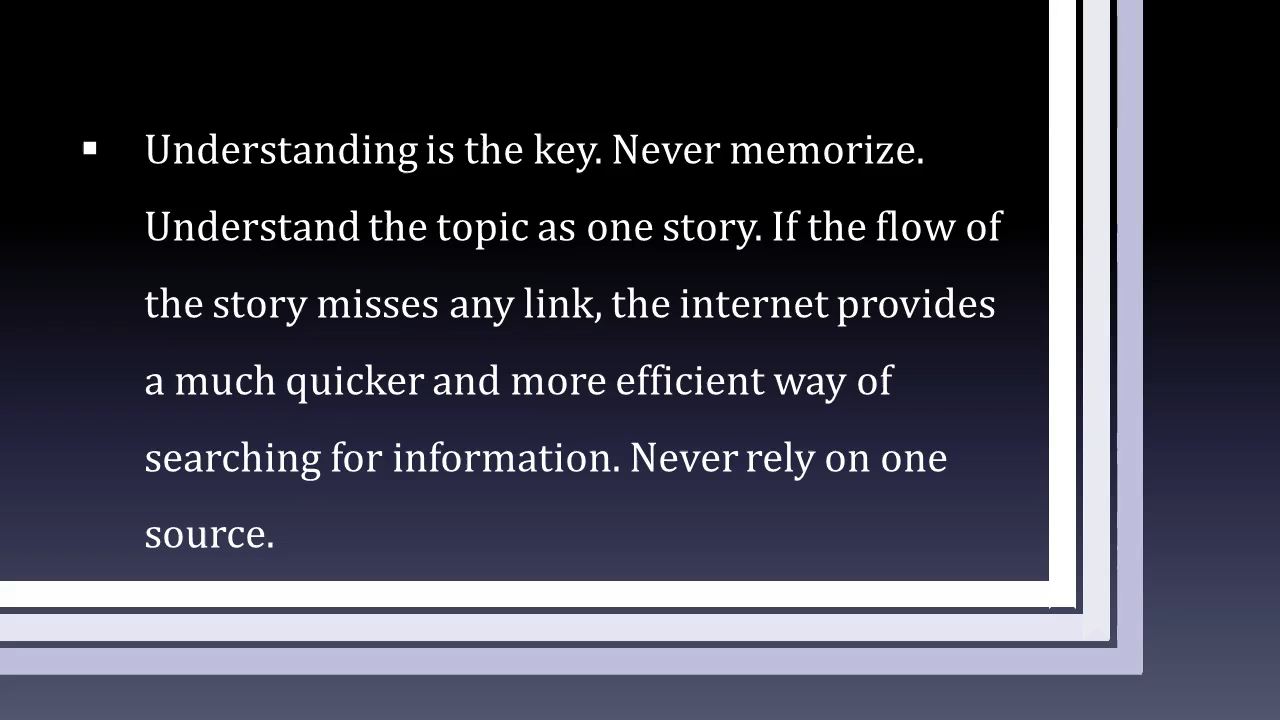 ▪ Understanding is the key. Never memorize.
Understand the topic as one story. If the flow of
the story misses any link, the internet provides
a much quicker and more efficient way of
searching for information. Never rely on one
source.